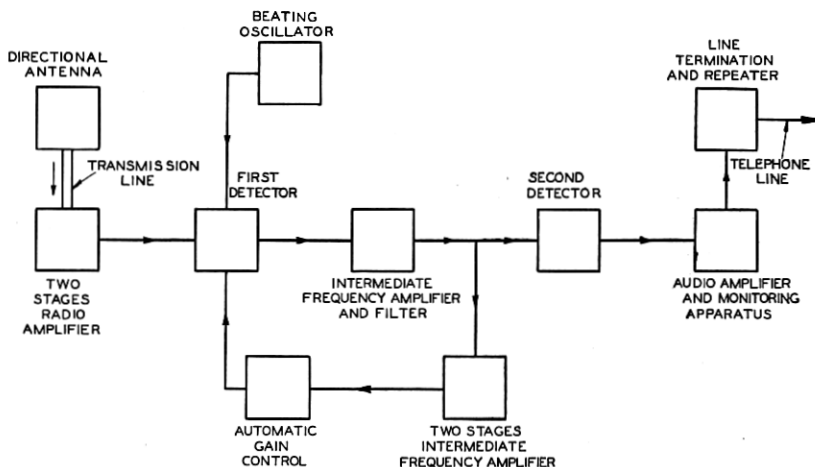 BEATING
OSCILLATOR
DIRECTIONAL
ANTENNA
LINE
TERMINATION
AND REPEATER
TRANSMISSION
LINE
FIRST
DETECTOR
SECOND
DETECTOR
TELEPHONE
LINE
TWO
STAGES
RADIO
AMPLIFIER
INTERMEDIATE
FREQUENCY AMPLIFIER
AND FILTER
AUDIO AMPLIFIER
AND MONITORING
APPARATUS
AUTOMATIC
GAIN
CONTROL
TWO STAGES
INTERMEDIATE
FREQUENCY AMPLIFIER